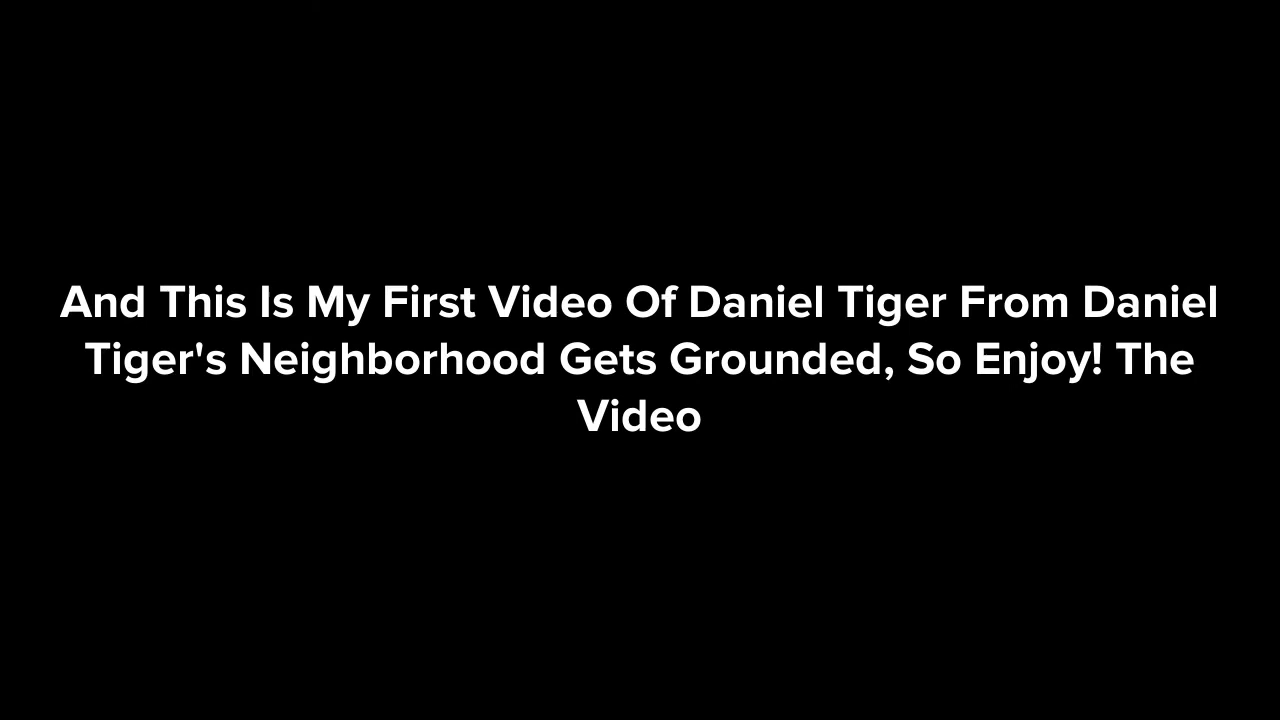 And This Is My First Video Of Daniel Tiger From Daniel
Tiger's Neighborhood Gets Grounded, So Enjoy! The
Video